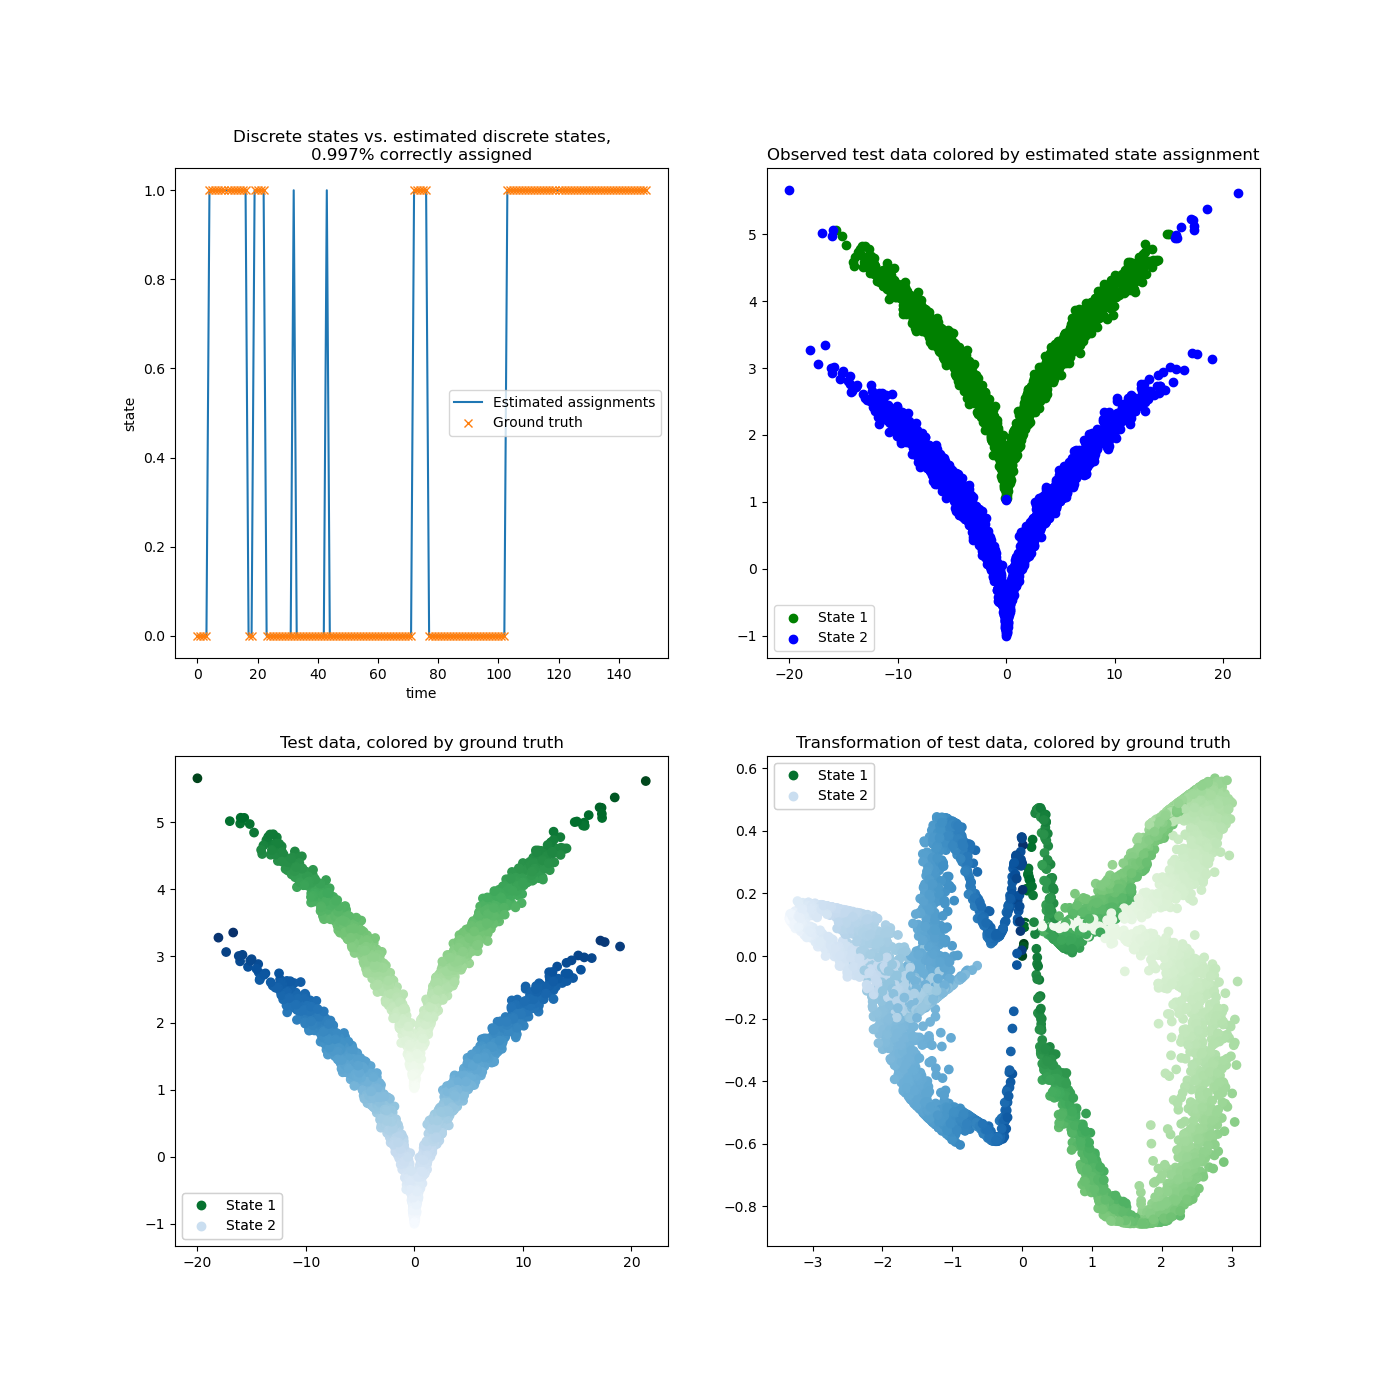 Discrete states vs. estimated discrete states,
0.997% correctly assigned
1.0
0.8
0.6
0.4
0.2
0.0
state
Estimated assignments
Ground truth
0 20 40 60 80 100 120 140
time
Observed test data colored by estimated state assignment
5
4
3
2
1
0
−1
State 1
State 2
−20 −10 0 10 20
Test data, colored by ground truth
5
4
3
2
1
0
−1
State 1
State 2
−20 −10 0 10 20
Transformation of test data, colored by ground truth
0.6
0.4
0.2
0.0
−0.2
−0.4
−0.6
−0.8
State 1
State 2
−3 −2 −1 0 1 2 3